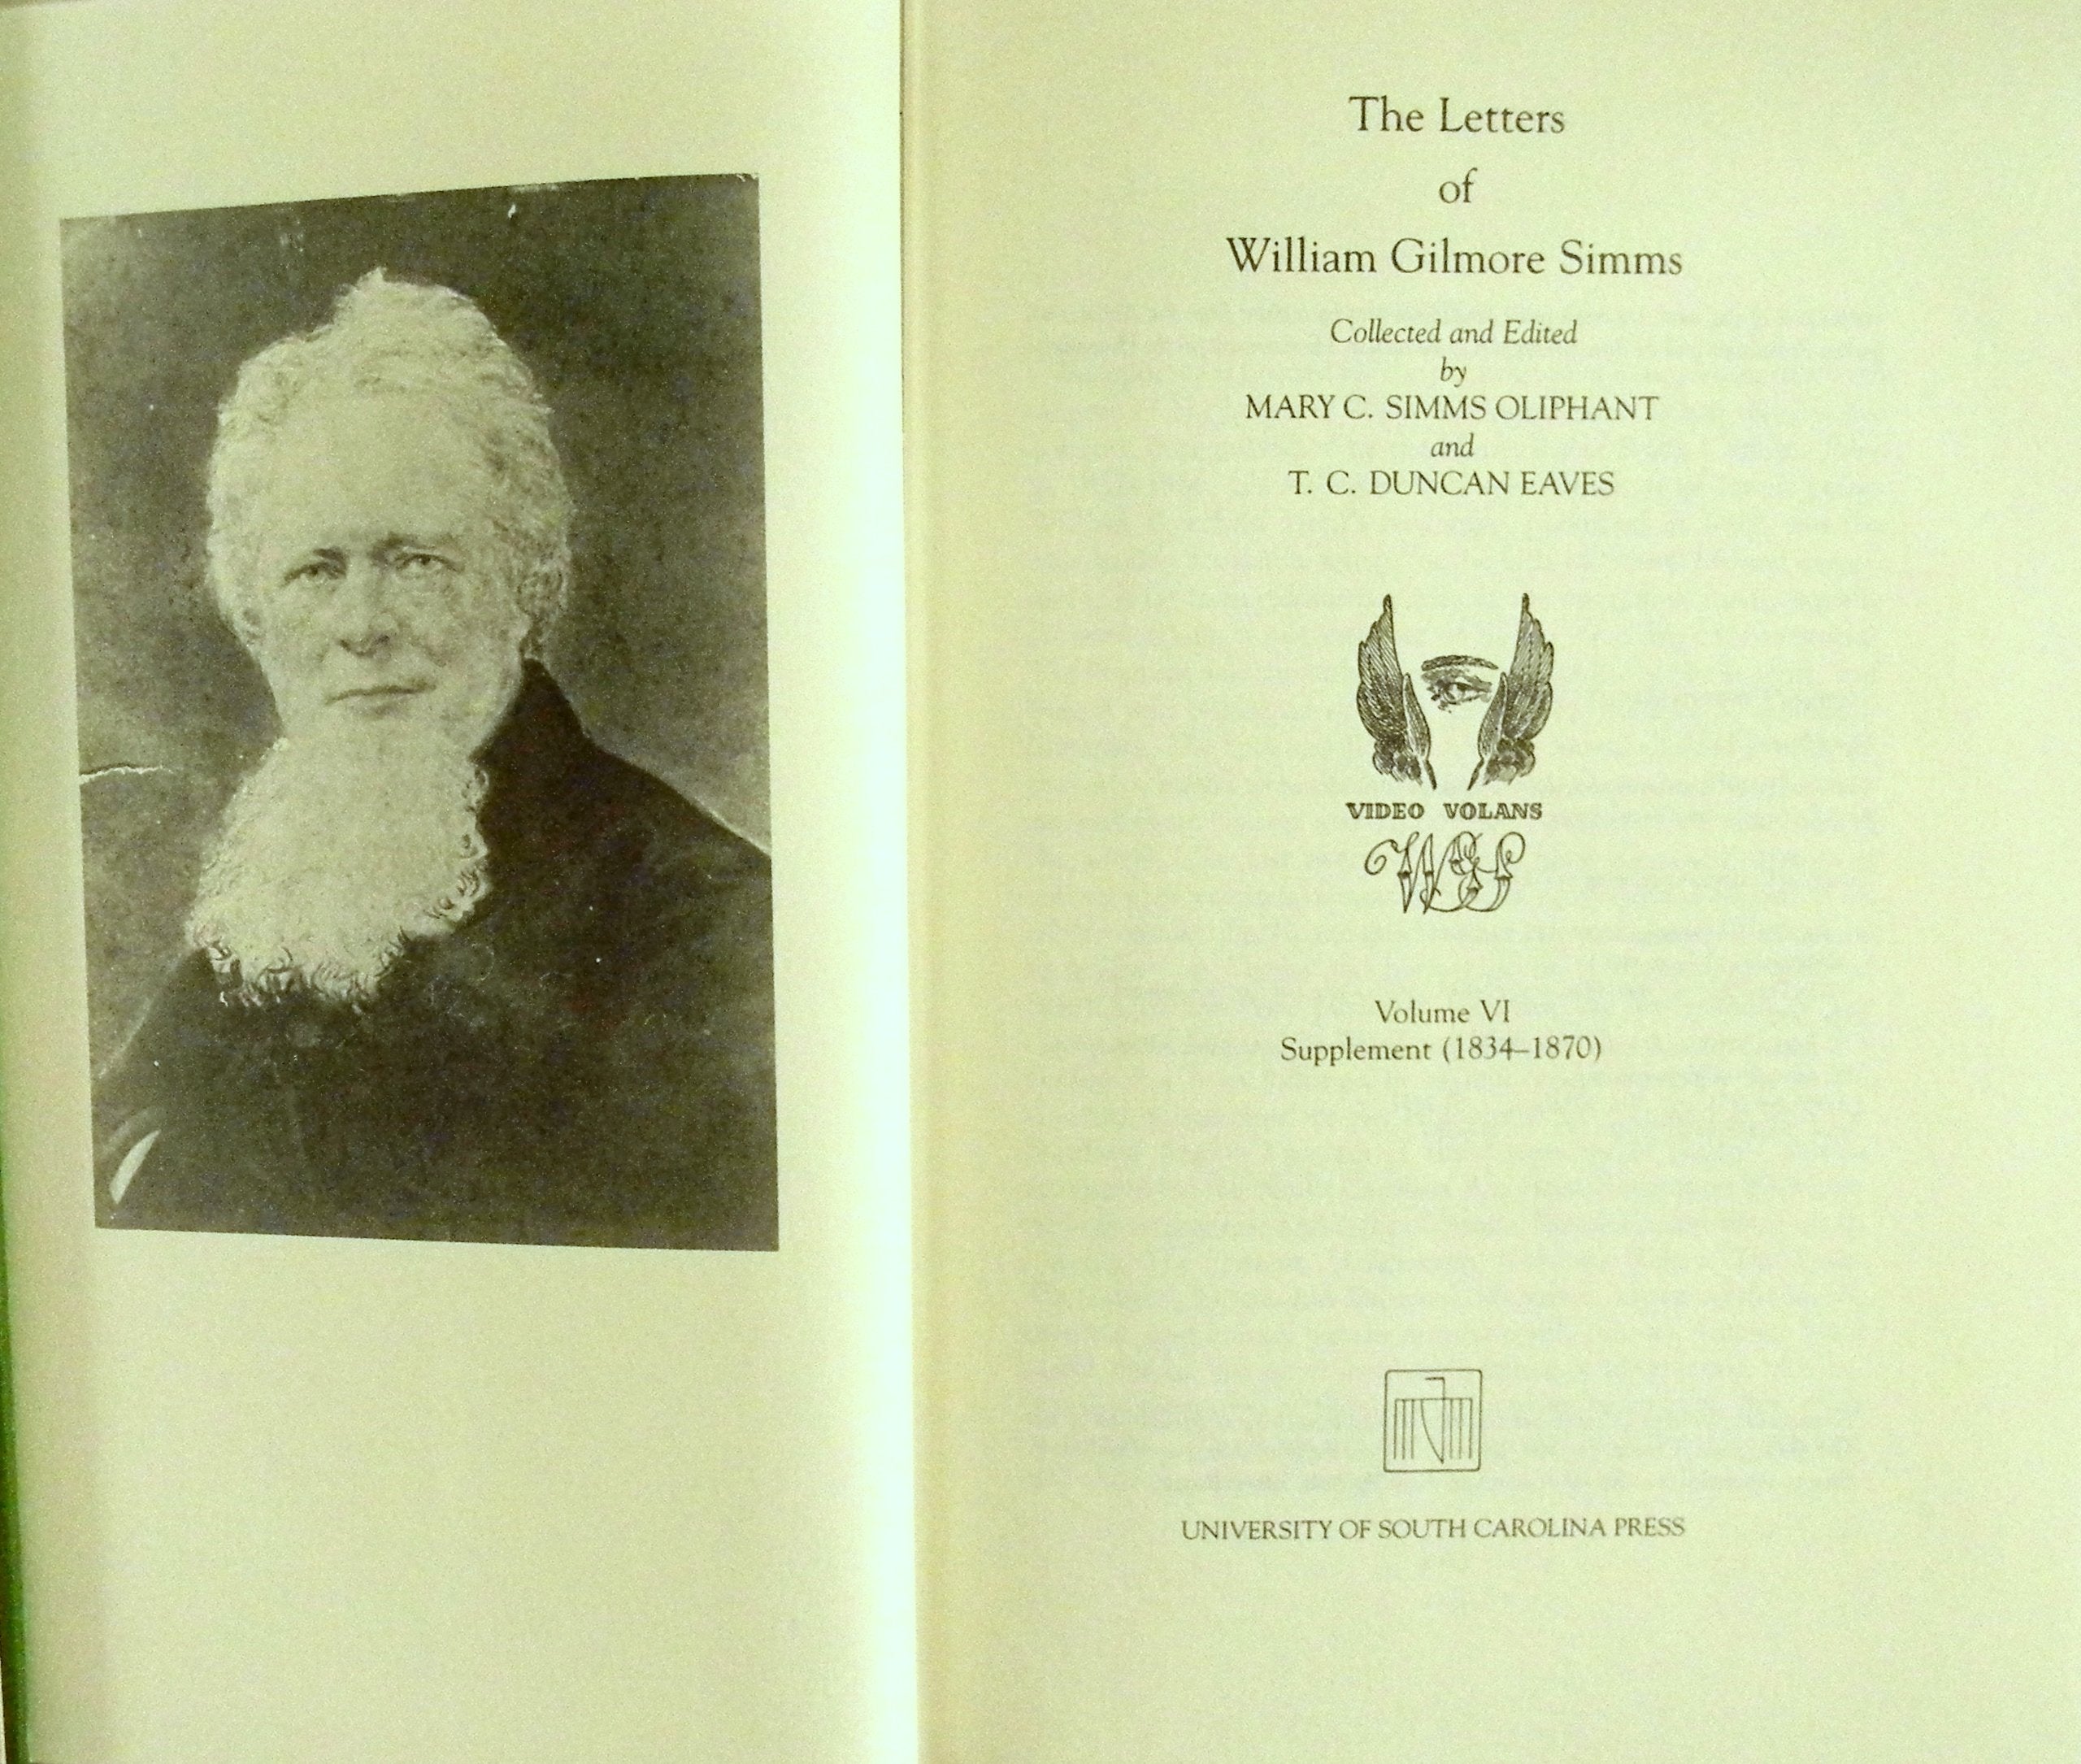 The Letters
of
William Gilmore Simms
Collected and Edited
by
MARY C. SIMMS OLIPHANT
and
T. C. DUNCAN EAVES
VIDEO VOLANS
WGS
Volume VI
Supplement (1834–1870)
UNIVERSITY OF SOUTH CAROLINA PRESS